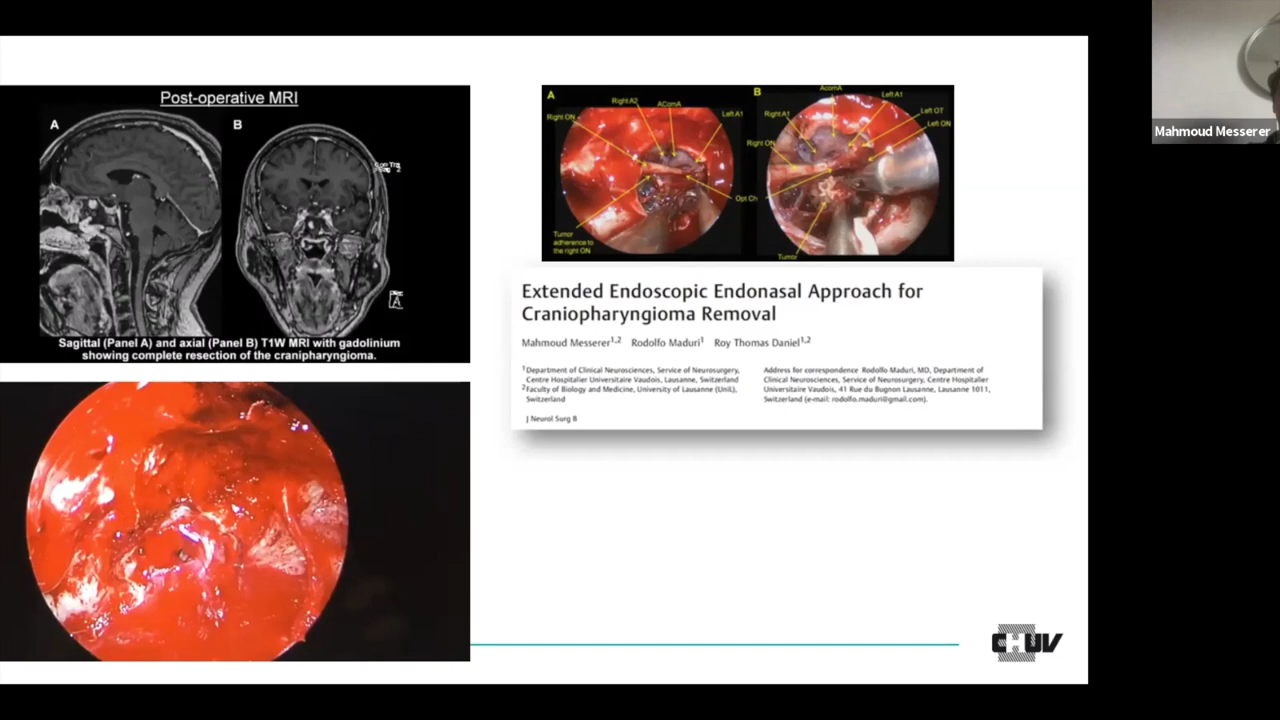 Post-operative MRI
A
B
Sagittal (Panel A) and axial (Panel B) T1W MRI with gadolinium
showing complete resection of the cranipharyngioma.
A
Right A2
AComA
Right ON
Left A1
Tumor
adherence to
the right ON
Opt Ch
B
AcomA
Left A1
Right A1
Left OT
Left ON
Right ON
Tumor
Extended Endoscopic Endonasal Approach for
Craniopharyngioma Removal
Mahmoud Messerer1,2 Rodolfo Maduri1 Roy Thomas Daniel1,2
1Department of Clinical Neurosciences, Service of Neurosurgery,
Centre Hospitalier Universitaire Vaudois, Lausanne, Switzerland
2Faculty of Biology and Medicine, University of Lausanne (UniL),
Switzerland
Address for correspondence Rodolfo Maduri, MD, Department of
Clinical Neurosciences, Service of Neurosurgery, Centre Hospitalier
Universitaire Vaudois, 41 Rue du Bugnon Lausanne, Lausanne 1011,
Switzerland (e-mail: rodolfo.maduri@gmail.com).
J Neurol Surg B
CHUV
Mahmoud Messerer